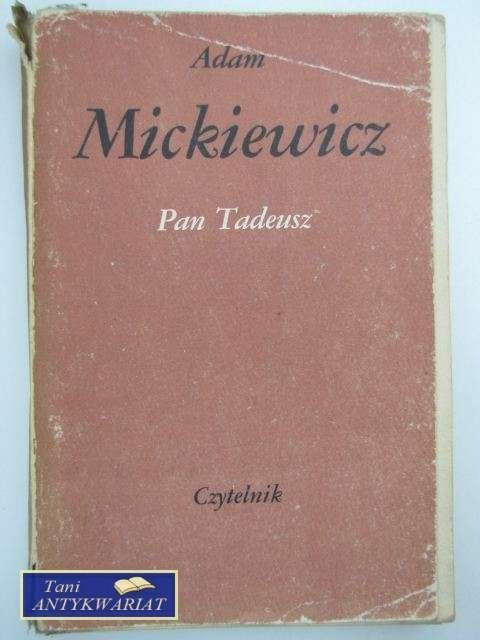 Adam
Mickiewicz
Pan Tadeusz
Czytelnik
Tani
ANTYKWARIAT